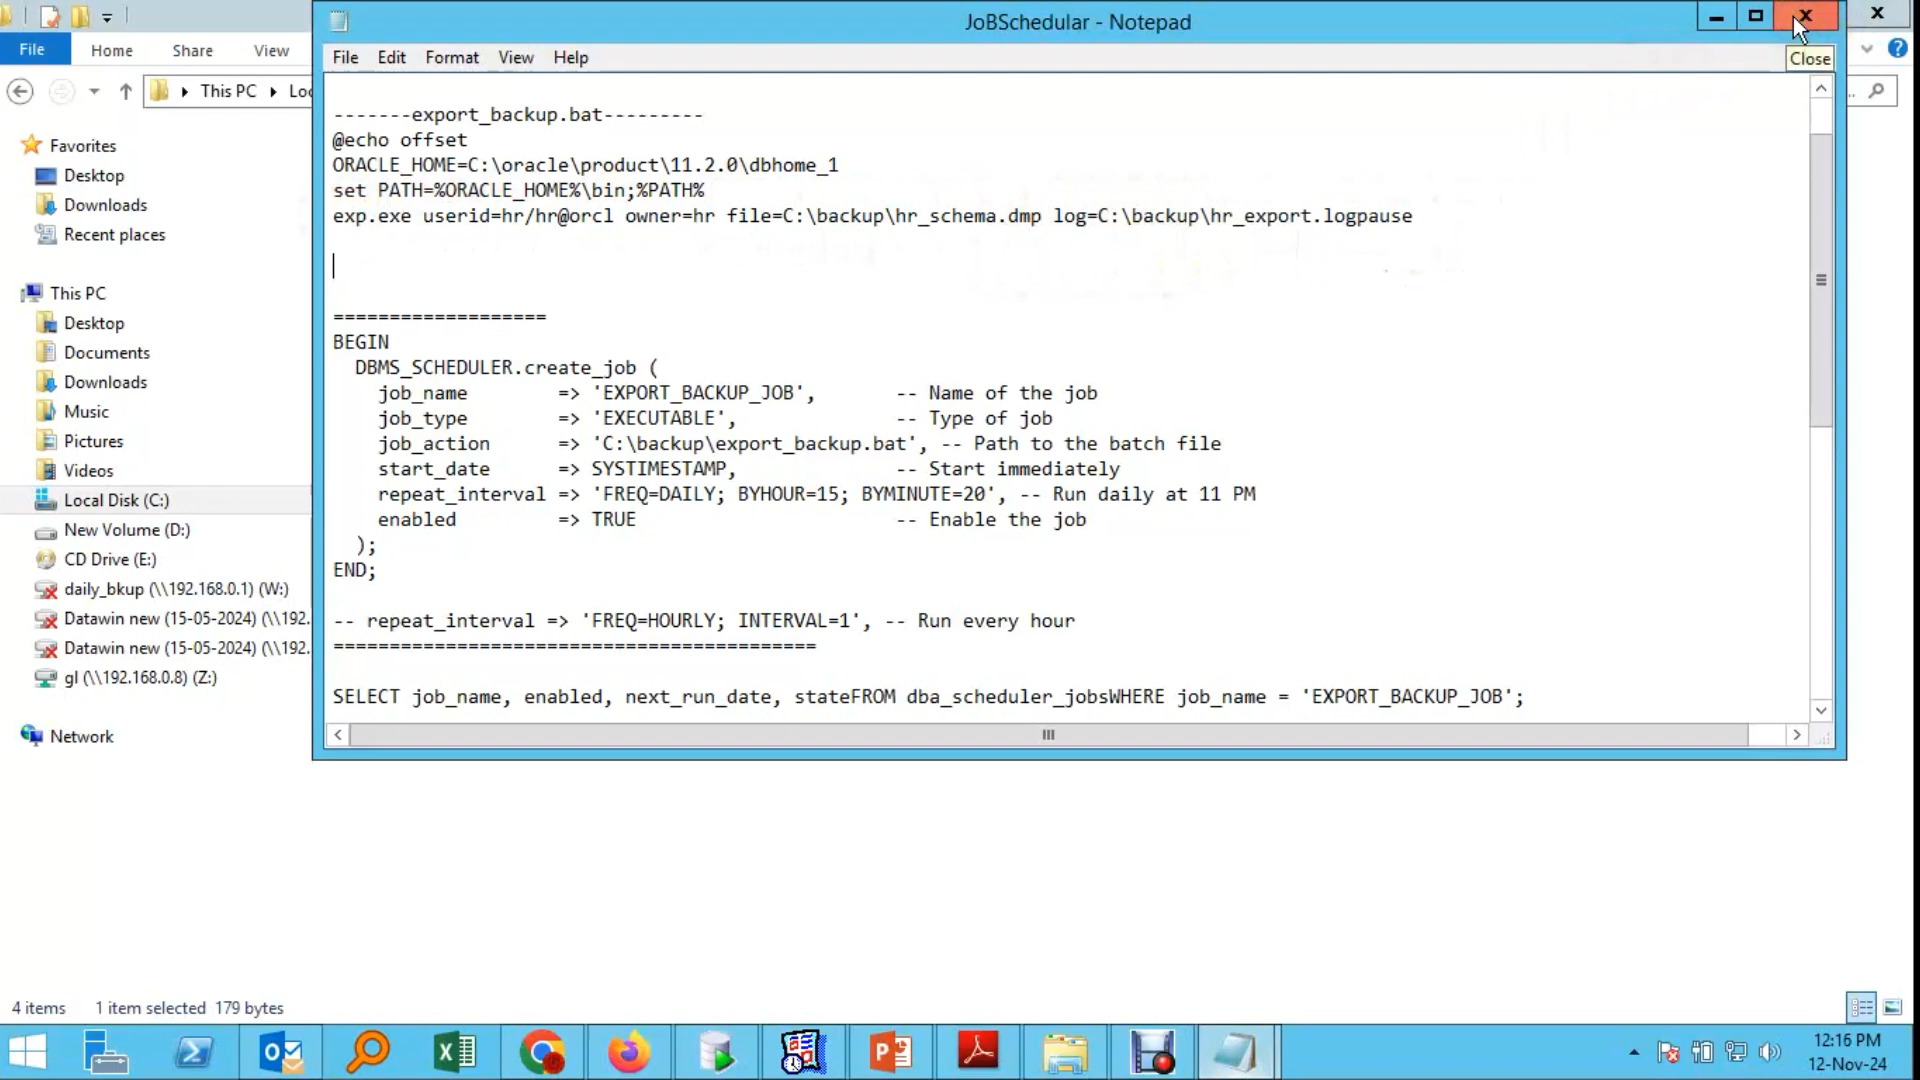 JoBSchedular - Notepad
Close
File Home Share View
File Edit Format View Help
This PC Loc
-------export_backup.bat---------
@echo offset
ORACLE_HOME=C:\oracle\product\11.2.0\dbhome_1
set PATH=%ORACLE_HOME%\bin;%PATH%
exp.exe userid=hr/hr@orcl owner=hr file=C:\backup\hr_schema.dmp log=C:\backup\hr_export.logpause
===================
BEGIN
DBMS_SCHEDULER.create_job (
job_name => 'EXPORT_BACKUP_JOB', -- Name of the job
job_type => 'EXECUTABLE', -- Type of job
job_action => 'C:\backup\export_backup.bat', -- Path to the batch file
start_date => SYSTIMESTAMP, -- Start immediately
repeat_interval => 'FREQ=DAILY; BYHOUR=15; BYMINUTE=20', -- Run daily at 11 PM
enabled => TRUE -- Enable the job
);
END;
-- repeat_interval => 'FREQ=HOURLY; INTERVAL=1', -- Run every hour
===========================================
SELECT job_name, enabled, next_run_date, stateFROM dba_scheduler_jobsWHERE job_name = 'EXPORT_BACKUP_JOB';
Favorites
Desktop
Downloads
Recent places
This PC
Desktop
Documents
Downloads
Music
Pictures
Videos
Local Disk (C:)
New Volume (D:)
CD Drive (E:)
daily_bkup (\\192.168.0.1) (W:)
Datawin new (15-05-2024) (\\192.
Datawin new (15-05-2024) (\\192.
gl (\\192.168.0.8) (Z:)
Network
4 items 1 item selected 179 bytes
12:16 PM
12-Nov-24